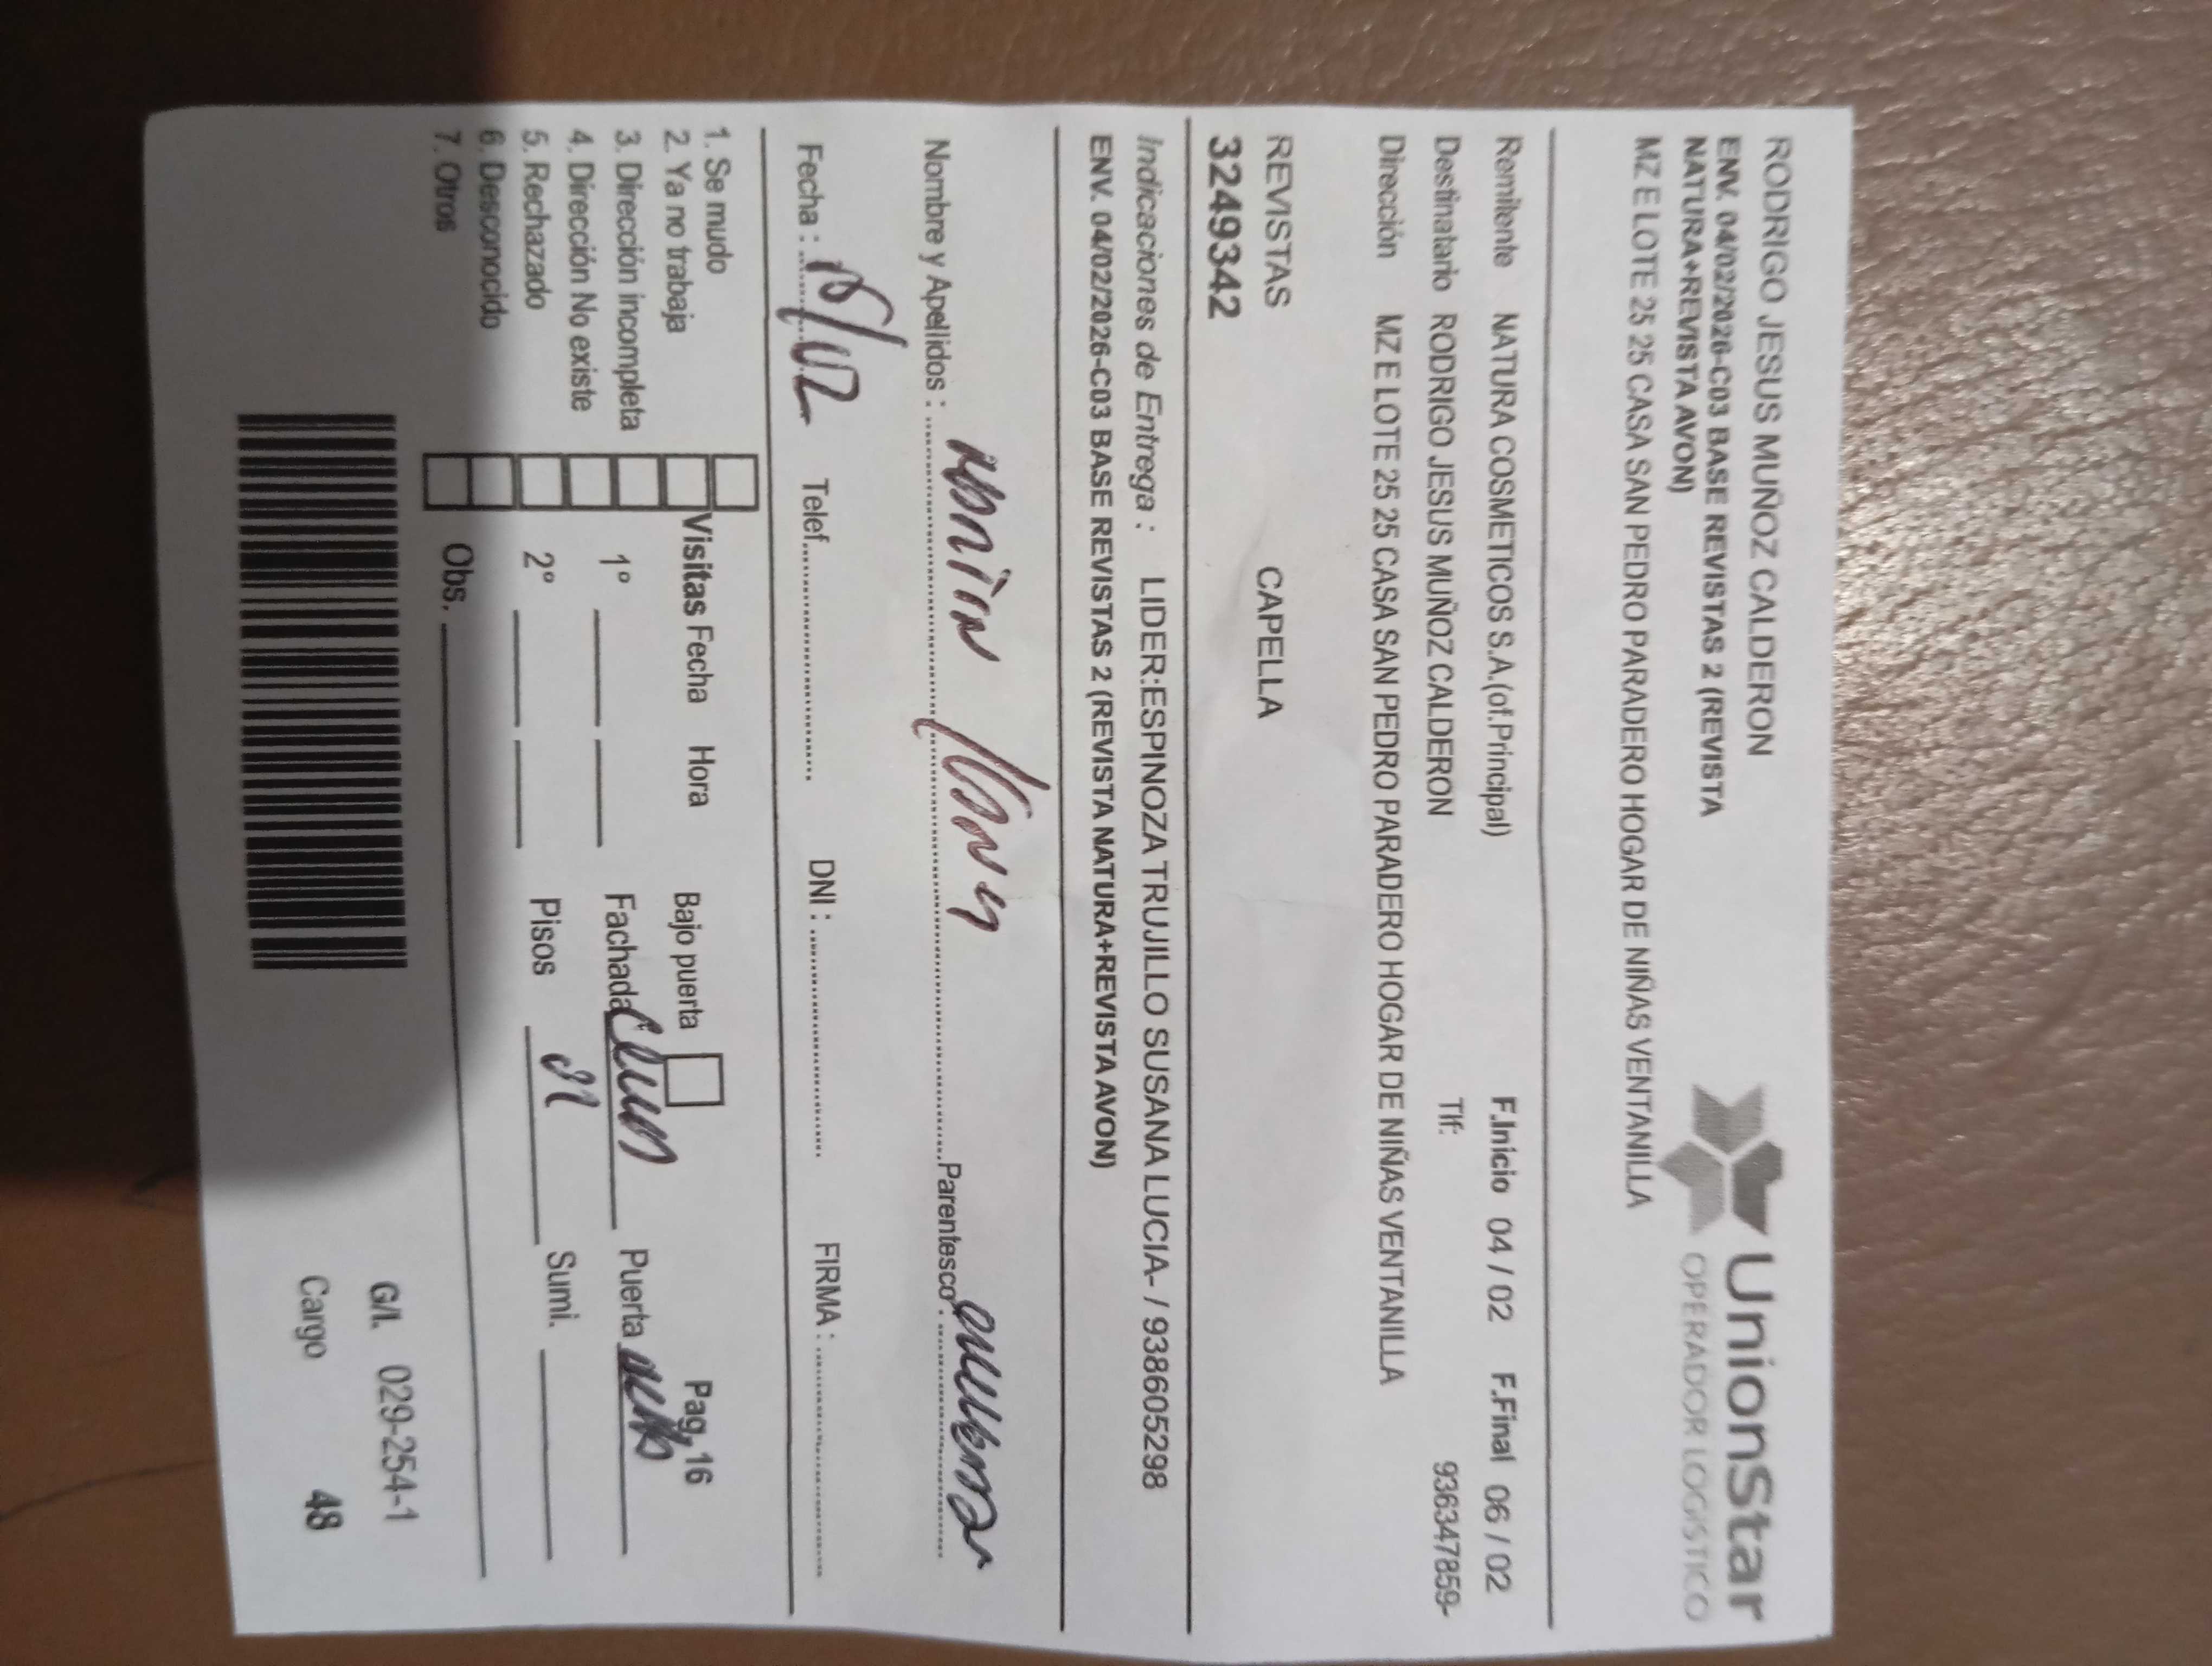 RODRIGO JESUS MUÑOZ CALDERON
ENV. 04/02/2026-C03 BASE REVISTAS 2 (REVISTA
NATURA+REVISTA AVON)
MZ E LOTE 25 25 CASA SAN PEDRO PARADERO HOGAR DE NIÑAS VENTANILLA
UnionStar
OPERADOR LOGISTICO
Remitente NATURA COSMETICOS S.A.(of.Principal) F.Inicio 04 / 02 F.Final 06 / 02
Destinatario RODRIGO JESUS MUÑOZ CALDERON Tlf: 936347859-
Dirección MZ E LOTE 25 25 CASA SAN PEDRO PARADERO HOGAR DE NIÑAS VENTANILLA
REVISTAS CAPELLA
3249342
Indicaciones de Entrega : LIDER:ESPINOZA TRUJILLO SUSANA LUCIA- / 938605298
ENV. 04/02/2026-C03 BASE REVISTAS 2 (REVISTA NATURA+REVISTA AVON)
Nombre y Apellidos : Parentesco :
Fecha : Telef. DNI : FIRMA :
1. Se mudo
2. Ya no trabaja
3. Dirección incompleta
4. Dirección No existe
5. Rechazado
6. Desconocido
7. Otros
Visitas Fecha Hora
1º
2º
Obs.
Bajo puerta Pag, 16
Fachada Puerta
Pisos Sumi.
G/I. 029-254-1
Cargo 48